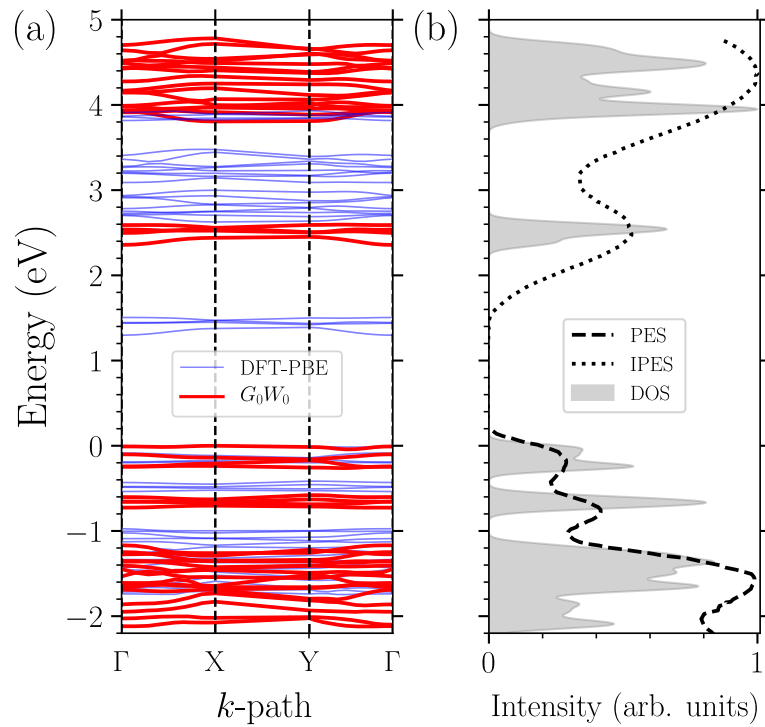 (a)
(b)
Energy (eV)
5
4
3
2
1
0
−1
−2
DFT-PBE
G₀W₀
PES
IPES
DOS
Γ X Y Γ
k-path
0 1
Intensity (arb. units)